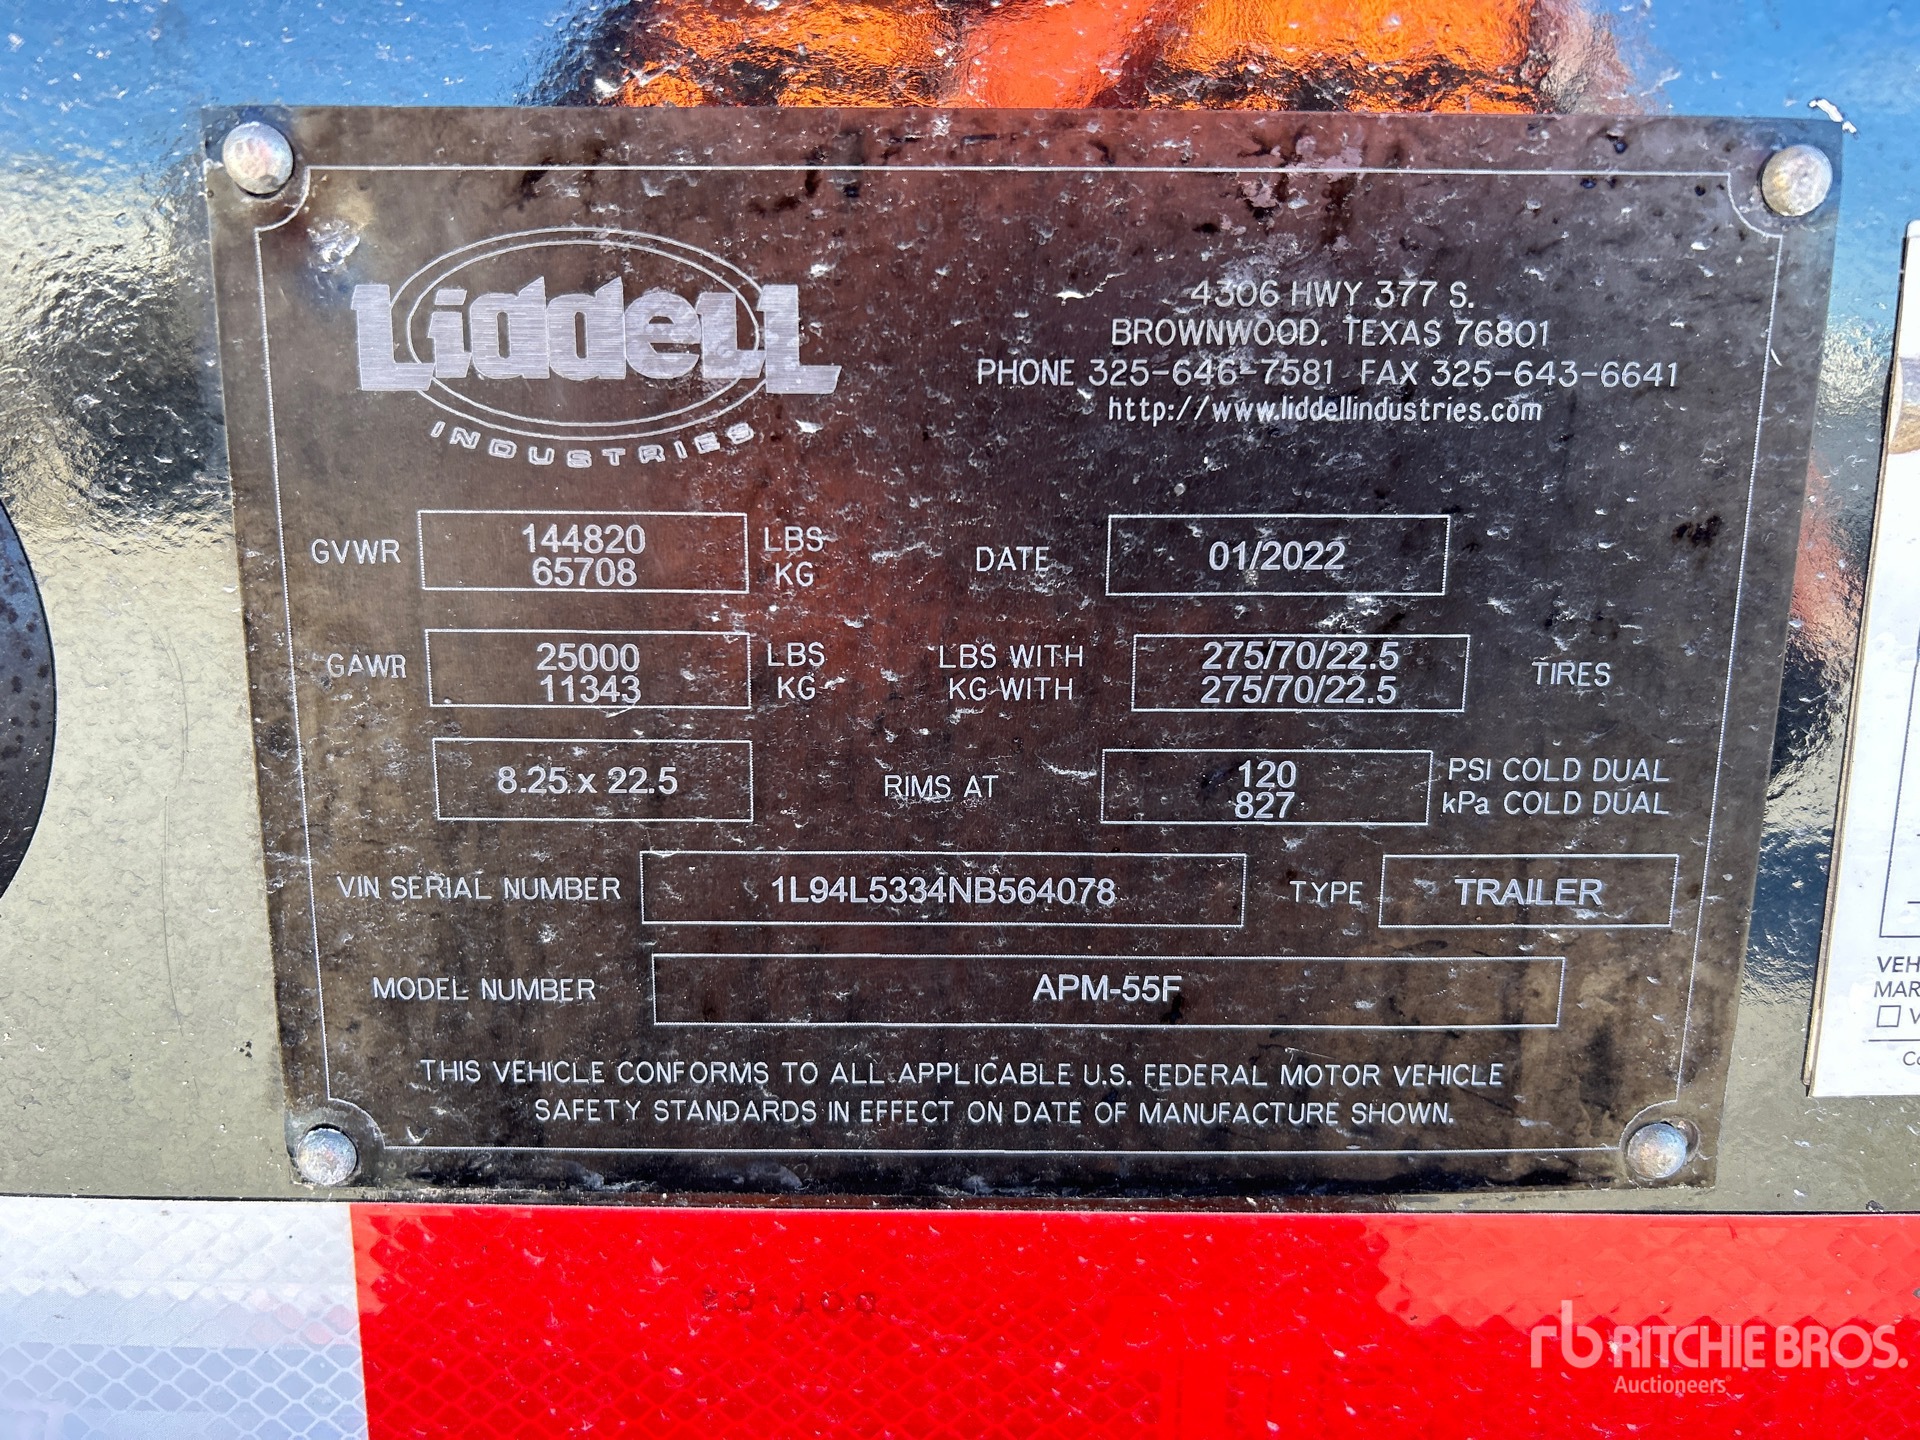 Liddell
INDUSTRIES
4306 HWY 377 S.
BROWNWOOD, TEXAS 76801
PHONE 325-646-7581 FAX 325-643-6641
http://www.liddellindustries.com
GVWR 144820 LBS
65708 KG
DATE 01/2022
GAWR 25000 LBS
11343 KG
LBS WITH 275/70/22.5
KG WITH 275/70/22.5
TIRES
8.25 x 22.5 RIMS AT
120 PSI COLD DUAL
827 kPa COLD DUAL
VIN SERIAL NUMBER 1L94L5334NB564078 TYPE TRAILER
MODEL NUMBER APM-55F
THIS VEHICLE CONFORMS TO ALL APPLICABLE U.S. FEDERAL MOTOR VEHICLE
SAFETY STANDARDS IN EFFECT ON DATE OF MANUFACTURE SHOWN.
VEH
MAR
rb RITCHIE BROS.
Auctioneers